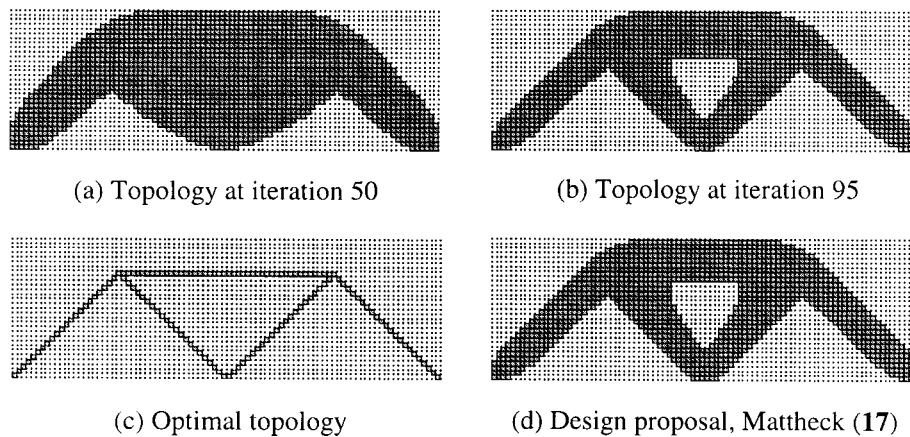 (a) Topology at iteration 50
(b) Topology at iteration 95
(c) Optimal topology
(d) Design proposal, Mattheck (17)